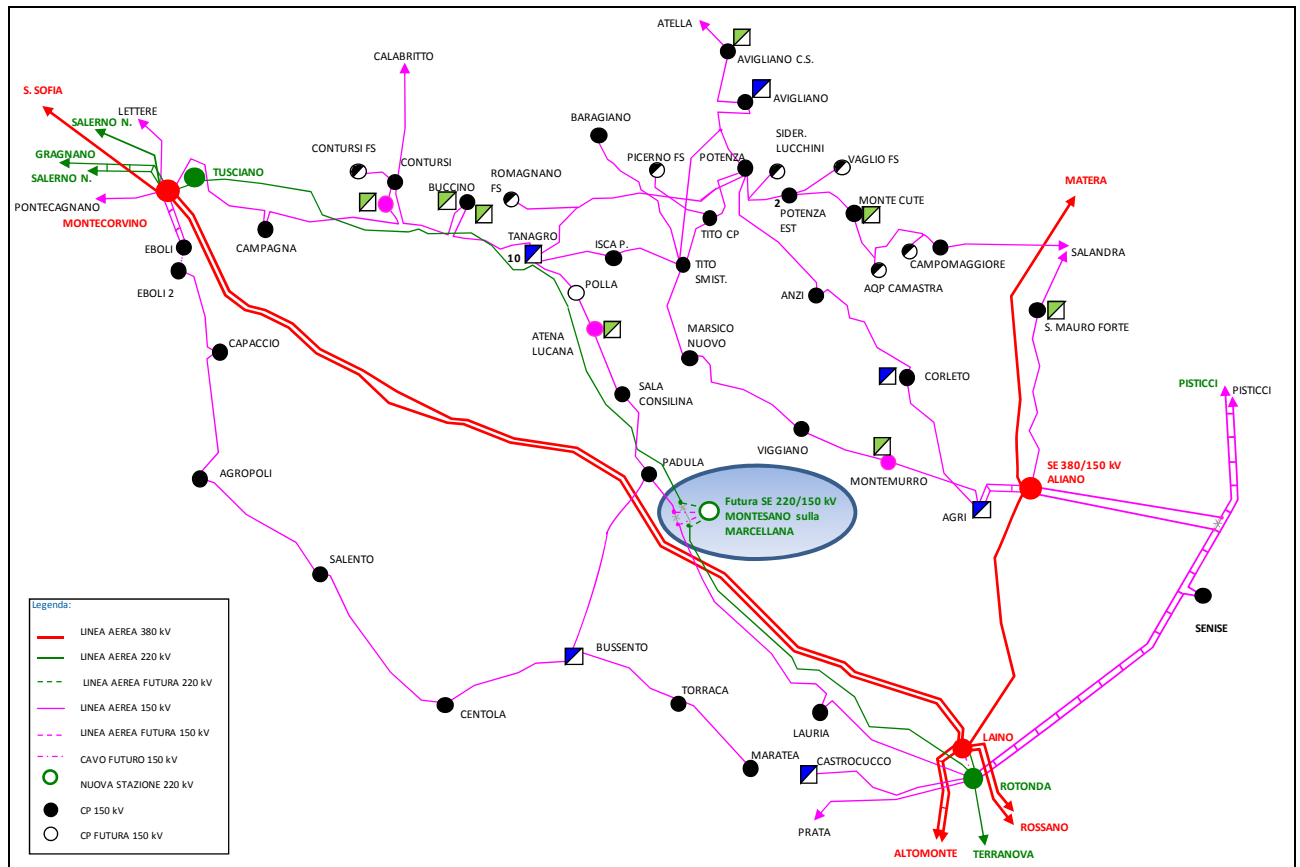 ATELLA
AVIGLIANO C.S.
CALABRITTO
S. SOFIA
LETTERE
AVIGLIANO
SALERNO N.
BARAGIANO
SIDER.
LUCCHINI
CONTURSI FS
CONTURSI
PICERNO FS
POTENZA
VAGLIO FS
GRAGNANO
SALERNO N.
TUSCIANO
BUCCINO
ROMAGNANO
FS
MATERA
PONTECAGNANO
MONTECORVINO
2
POTENZA
EST
MONTE CUTE
CAMPAGNA
TITO CP
EBOLI
TANAGRO
10
ISCA P.
SALANDRA
CAMPOMAGGIORE
EBOLI 2
TITO
SMIST.
AQP CAMASTRA
POLLA
ANZI
S. MAURO FORTE
ATENA
LUCANA
MARSICO
NUOVO
CAPACCIO
CORLETO
PISTICCI
PISTICCI
SALA
CONSILINA
VIGGIANO
AGROPOLI
PADULA
MONTEMURRO
SE 380/150 kV
ALIANO
Futura SE 220/150 kV
MONTESANO sulla
MARCELLANA
AGRI
SALENTO
SENISE
BUSSENTO
CENTOLA
TORRACA
LAURIA
LAINO
MARATEA
CASTROCUCCO
ROTONDA
PRATA
ROSSANO
ALTOMONTE
TERRANOVA
Legenda:
LINEA AEREA 380 kV
LINEA AEREA 220 kV
LINEA AEREA FUTURA 220 kV
LINEA AEREA 150 kV
LINEA AEREA FUTURA 150 kV
CAVO FUTURO 150 kV
NUOVA STAZIONE 220 kV
CP 150 kV
CP FUTURA 150 kV